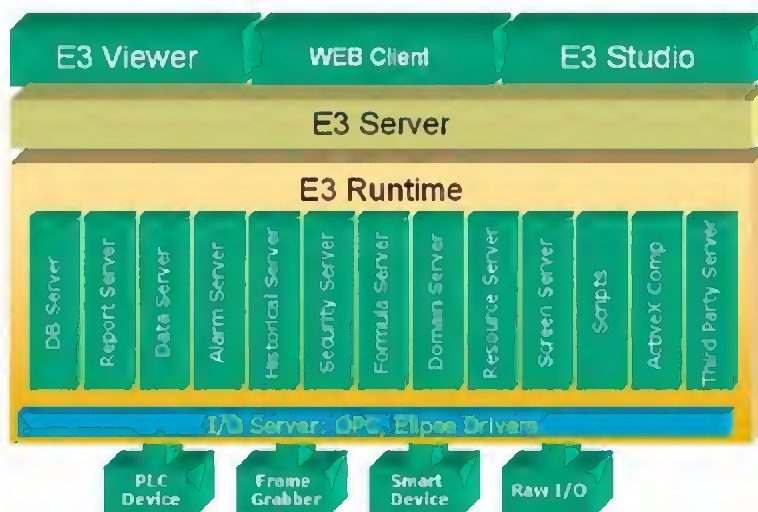 E3 Viewer
WEB Client
E3 Studio
E3 Server
E3 Runtime
DB Server
Report Server
Data Server
Alarm Server
Historical Server
Security Server
Formula Server
Domain Server
Resource Server
Screen Server
Scripts
ActiveX Comp.
Third Party Server
I/O Server: OPC, Elipse Drivers
PLC
Device
Frame
Grabber
Smart
Device
Raw I/O